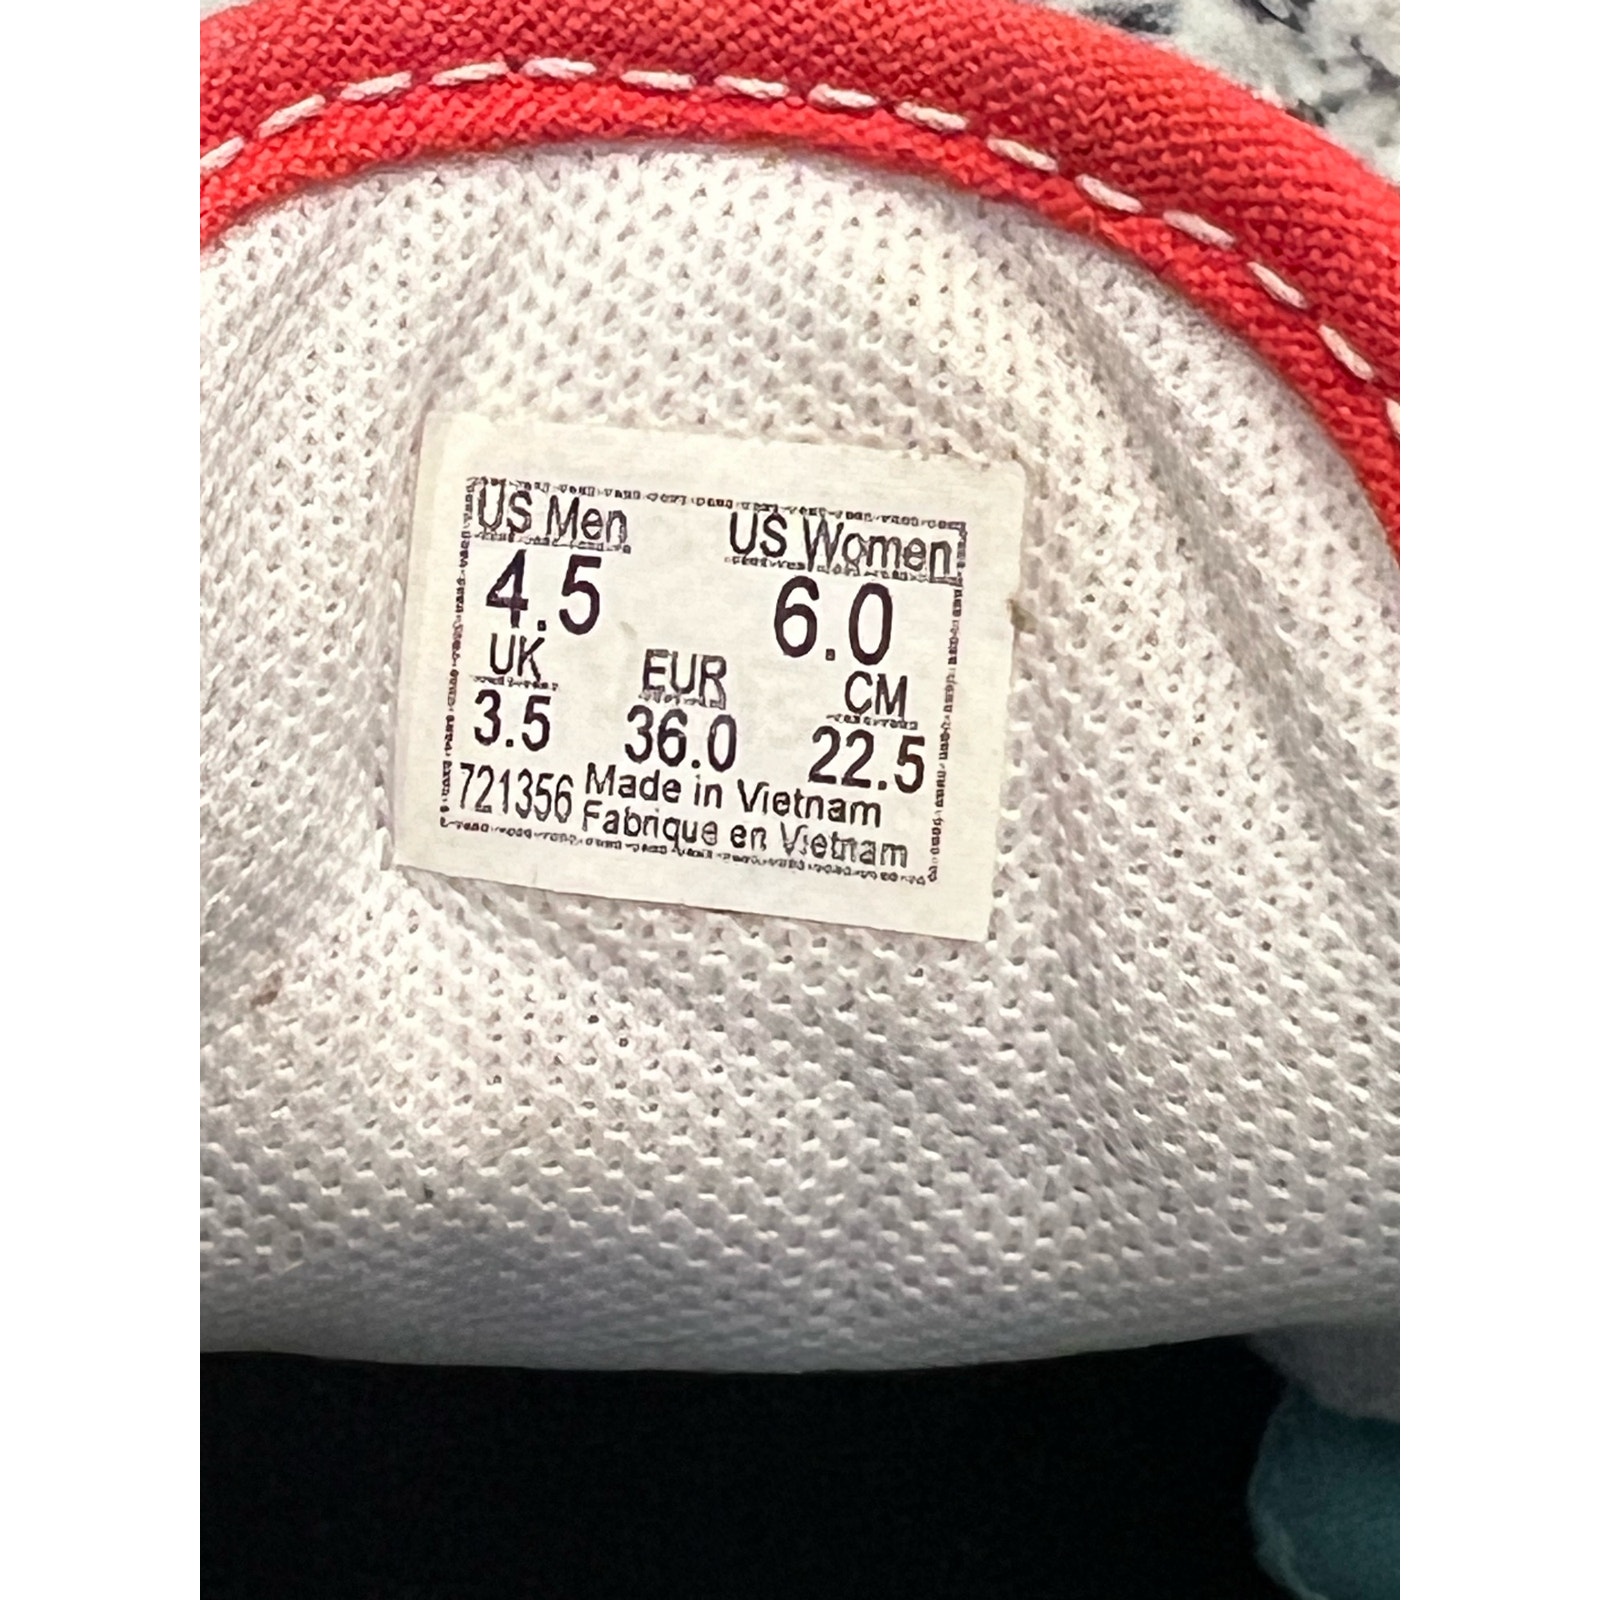 US Men US Women
4.5 6.0
UK EUR CM
3.5 36.0 22.5
721356 Made in Vietnam
Fabrique en Vietnam